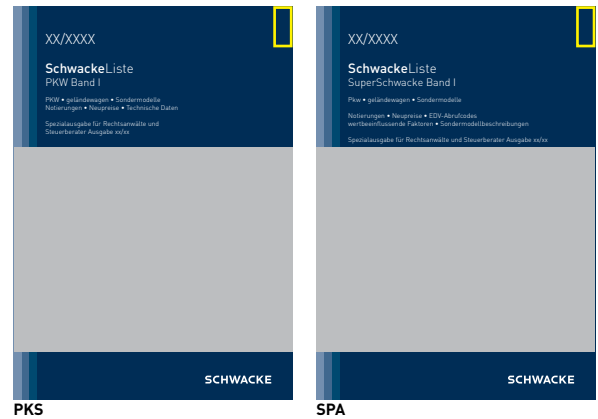 XX/XXXX
SchwackeListe
PKW Band I
PKW • geländewagen • Sondermodelle
Notierungen • Neupreise • Technische Daten
Spezialausgabe für Rechtsanwälte und
Steuerberater Ausgabe xx/xx
SCHWACKE
PKS
XX/XXXX
SchwackeListe
SuperSchwacke Band I
Pkw • geländewagen • Sondermodelle
Notierungen • Neupreise • EDV-Abrufcodes
wertbeeinflussende Faktoren • Sondermodellbeschreibungen
Spezialausgabe für Rechtsanwälte und Steuerberater Ausgabe xx/xx
SCHWACKE
SPA